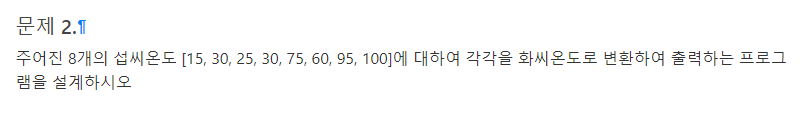 문제 2.¶
주어진 8개의 섭씨온도 [15, 30, 25, 30, 75, 60, 95, 100]에 대하여 각각을 화씨온도로 변환하여 출력하는 프로그
램을 설계하시오